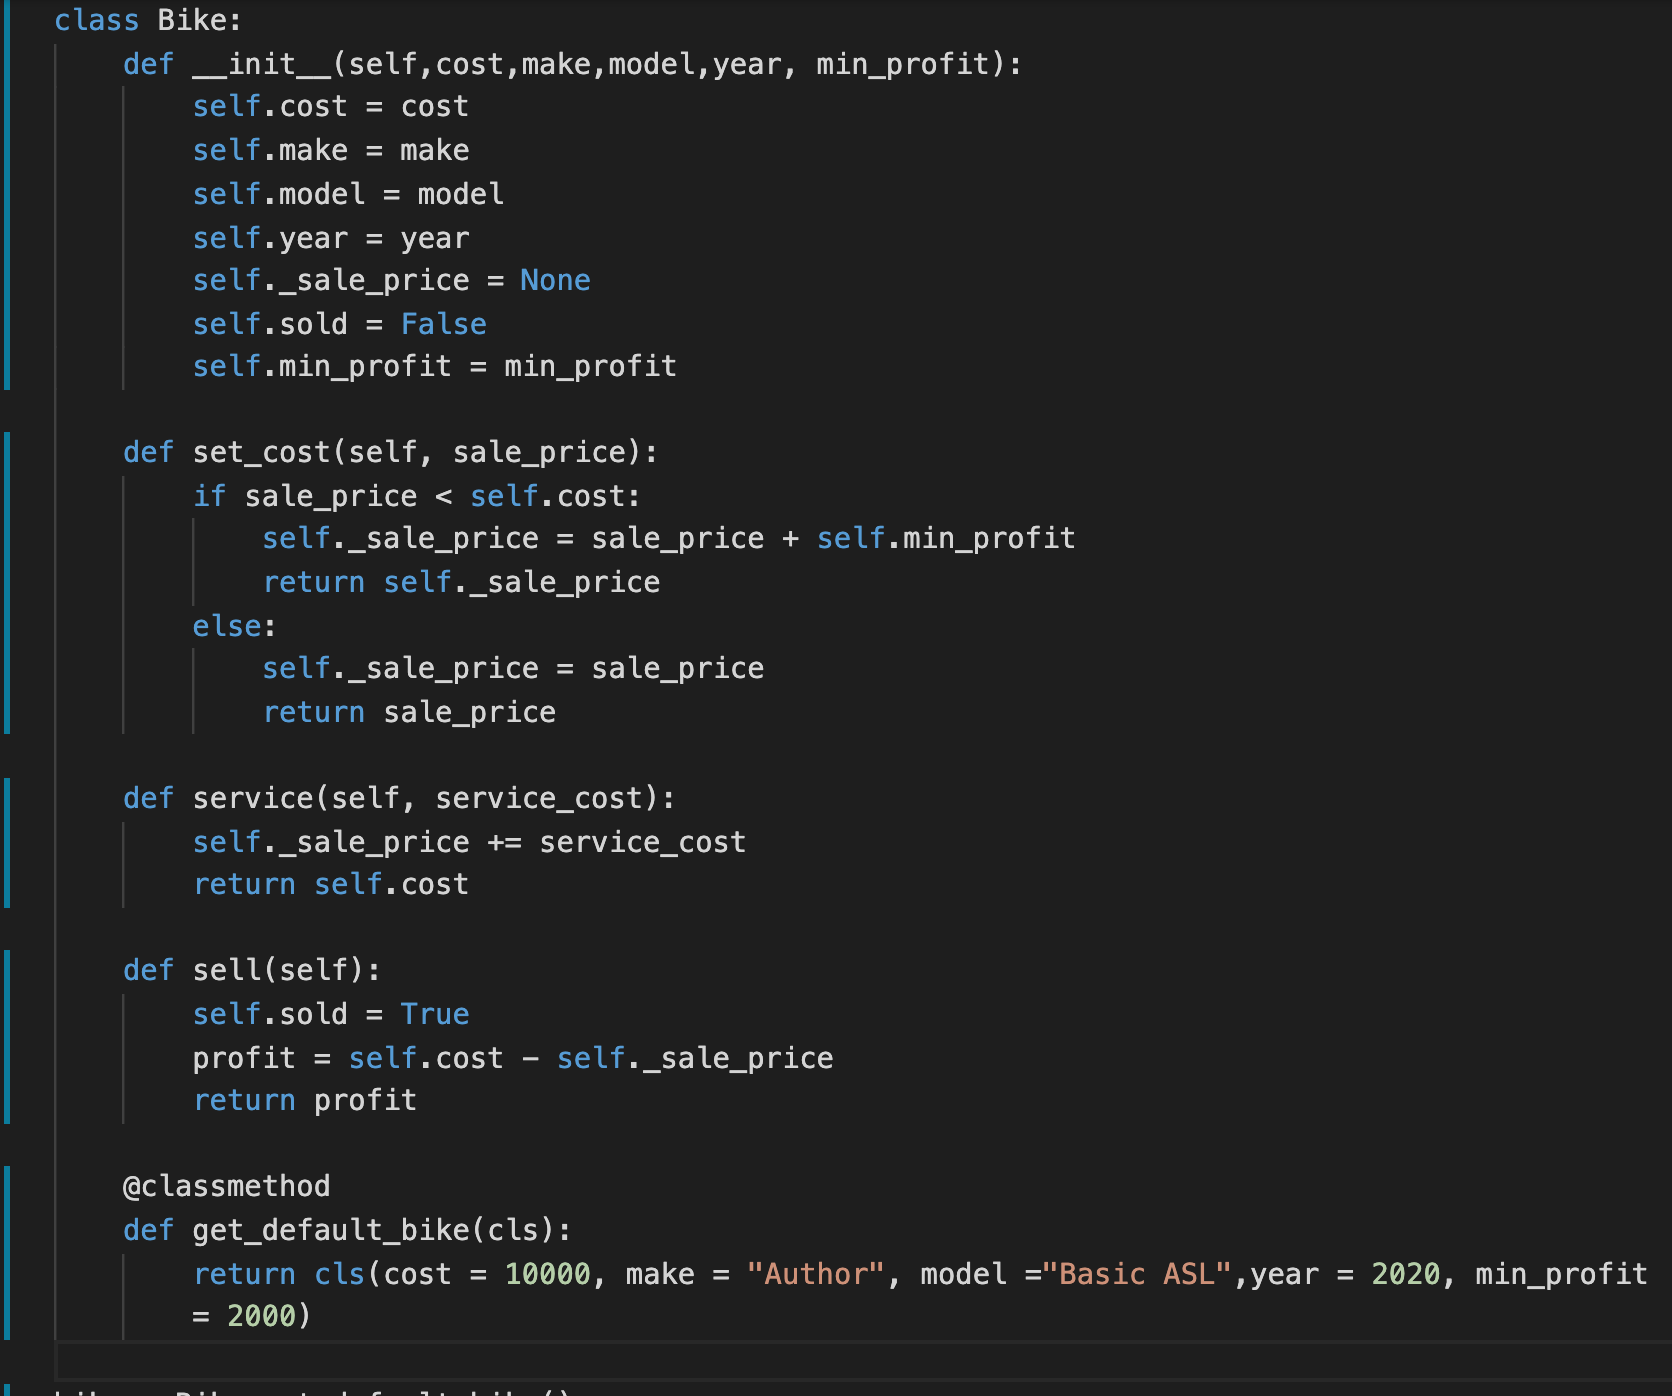 class Bike:
    def __init__(self,cost,make,model,year, min_profit):
        self.cost = cost
        self.make = make
        self.model = model
        self.year = year
        self._sale_price = None
        self.sold = False
        self.min_profit = min_profit

    def set_cost(self, sale_price):
        if sale_price < self.cost:
            self._sale_price = sale_price + self.min_profit
            return self._sale_price
        else:
            self._sale_price = sale_price
            return sale_price

    def service(self, service_cost):
        self._sale_price += service_cost
        return self.cost

    def sell(self):
        self.sold = True
        profit = self.cost - self._sale_price
        return profit

    @classmethod
    def get_default_bike(cls):
        return cls(cost = 10000, make = "Author", model ="Basic ASL",year = 2020, min_profit
        = 2000)